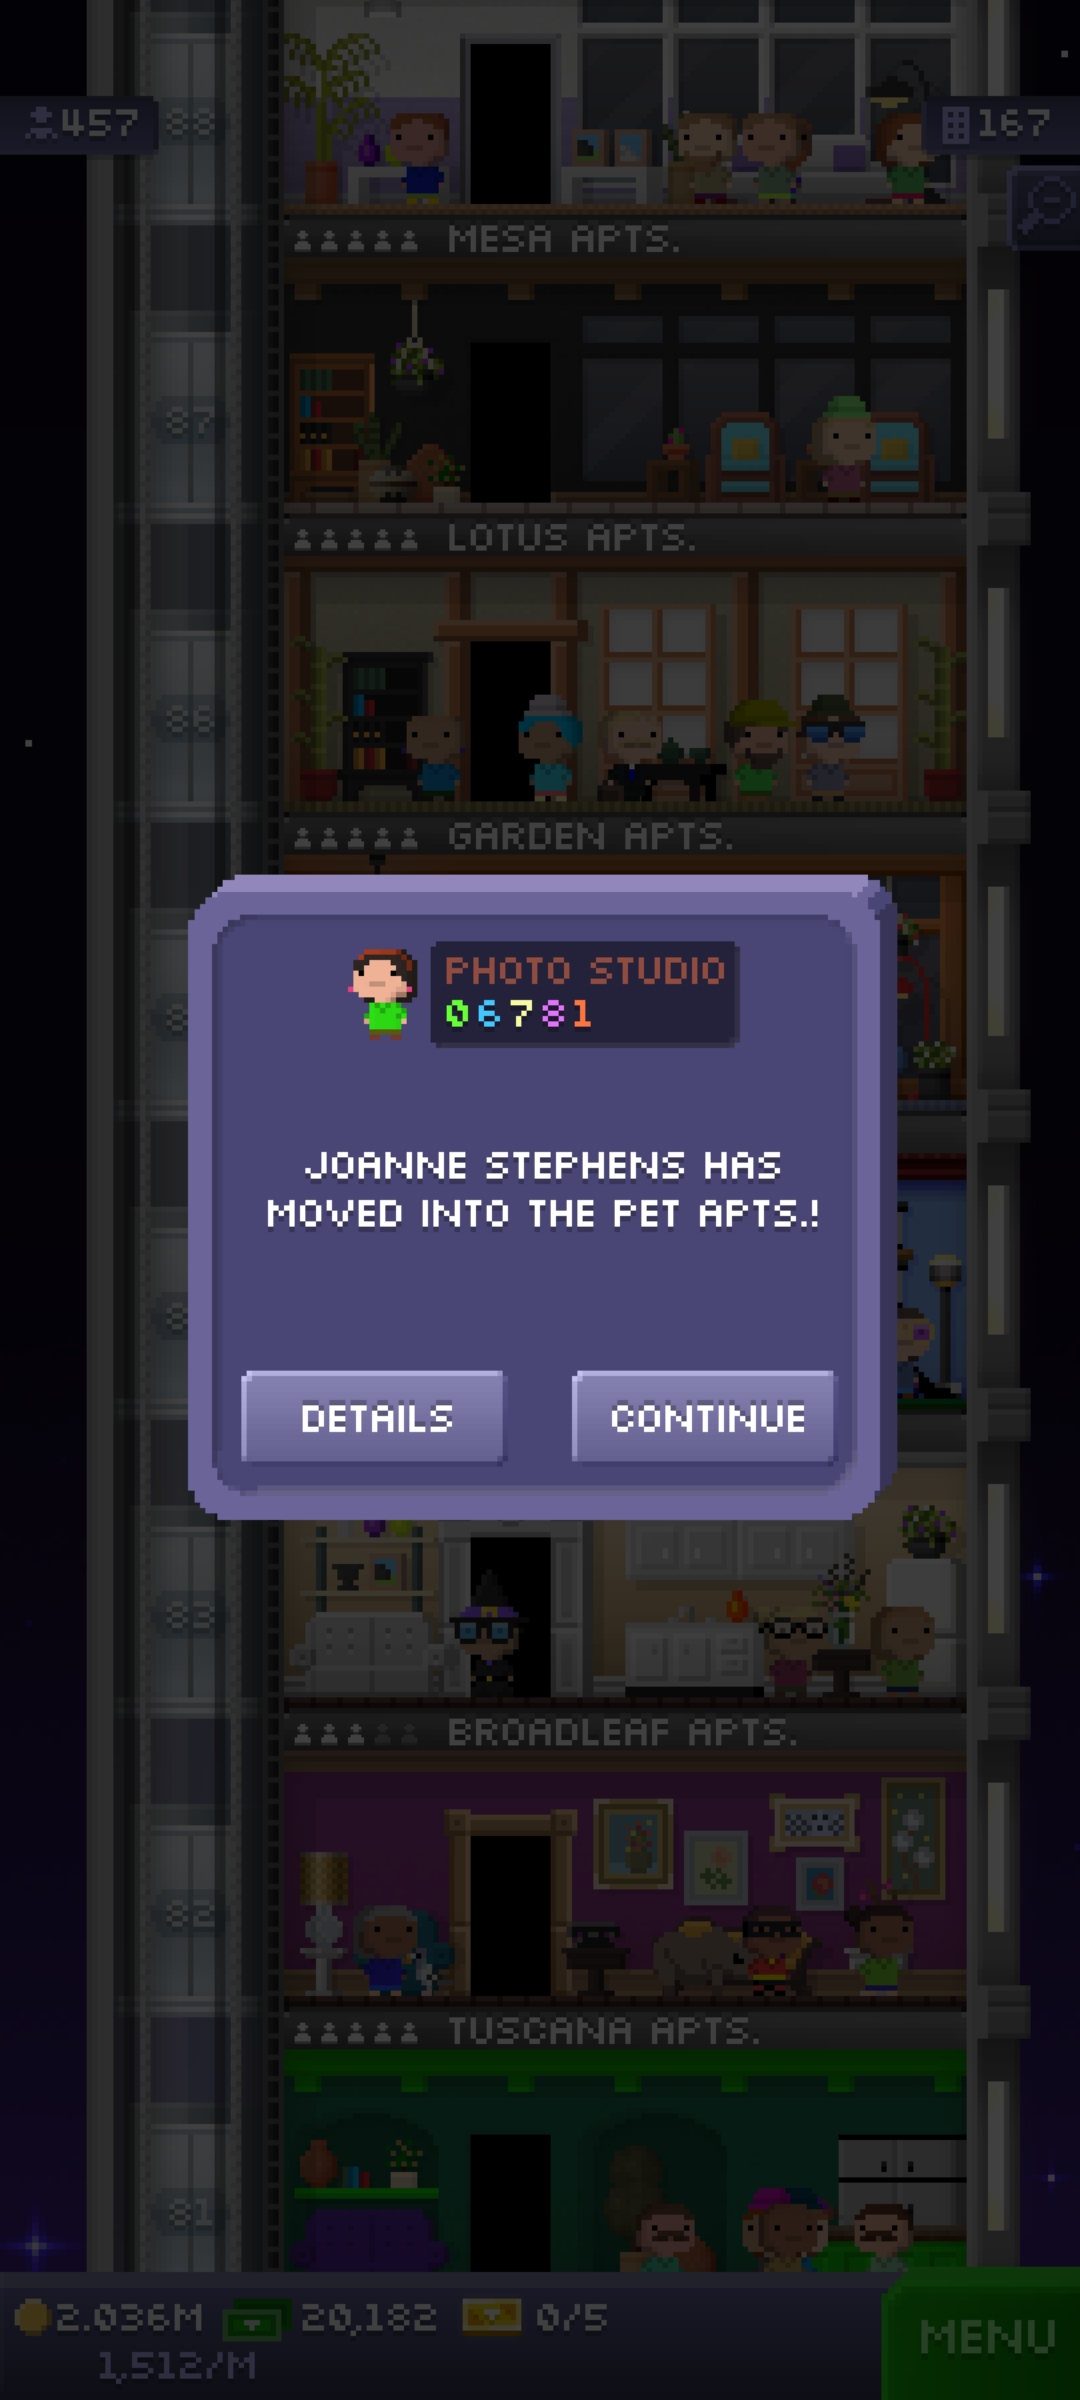 457
88
167
MESA APTS.
87
LOTUS APTS.
86
GARDEN APTS.
PHOTO STUDIO
06781
JOANNE STEPHENS HAS
MOVED INTO THE PET APTS.!
DETAILS
CONTINUE
83
BROADLEAF APTS.
82
TUSCANA APTS.
81
2.036M
20,182
0/5
1,512/M
MENU